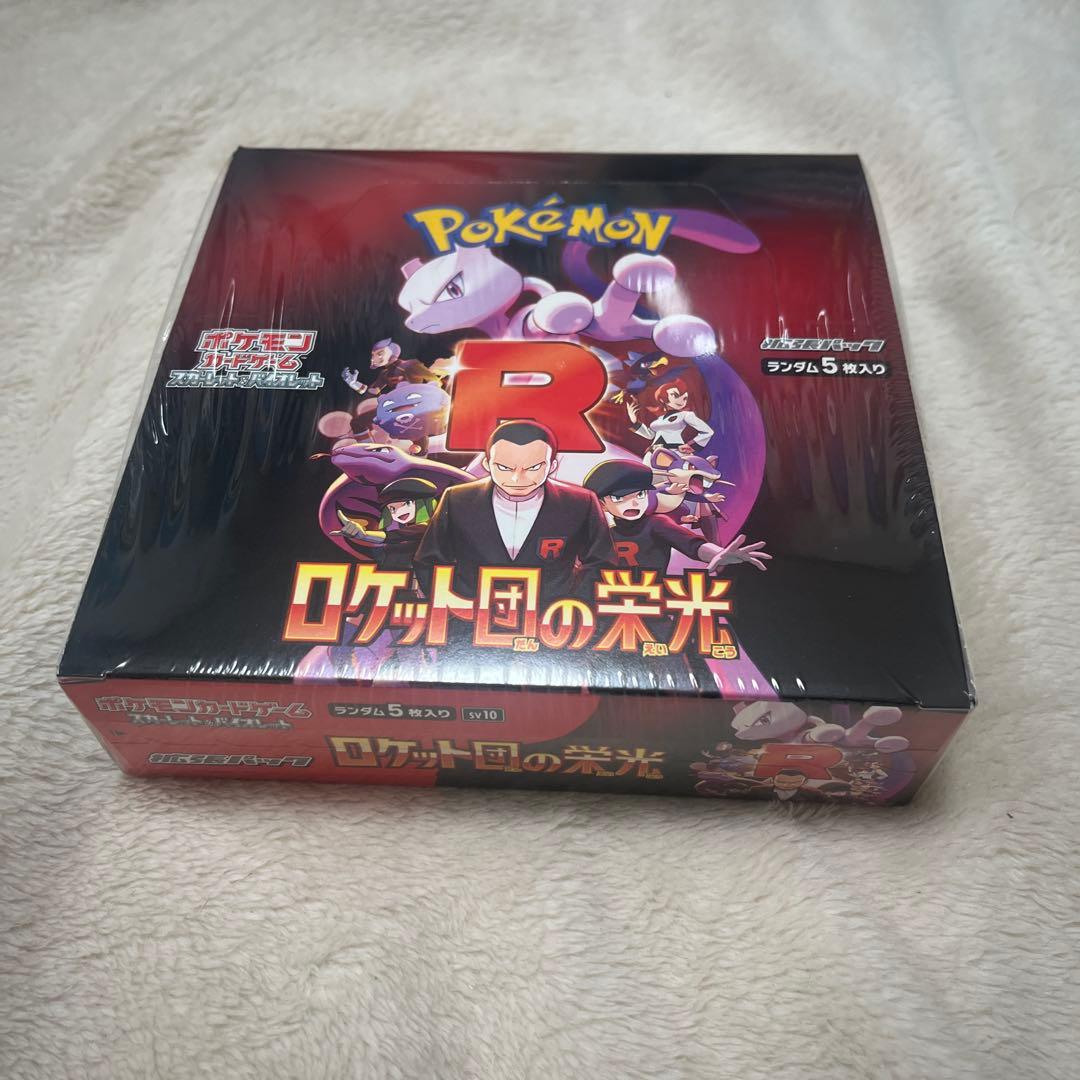 POKÉMON
ポケモン
カードゲーム
スカーレット&バイオレット
拡張パック
ランダム5枚入り
R
R
R
ロケット団の栄光
だん えい こう
ポケモンカードゲーム
スカーレット&バイオレット
ランダム5枚入り sv10
拡張パック
ロケット団の栄光
R